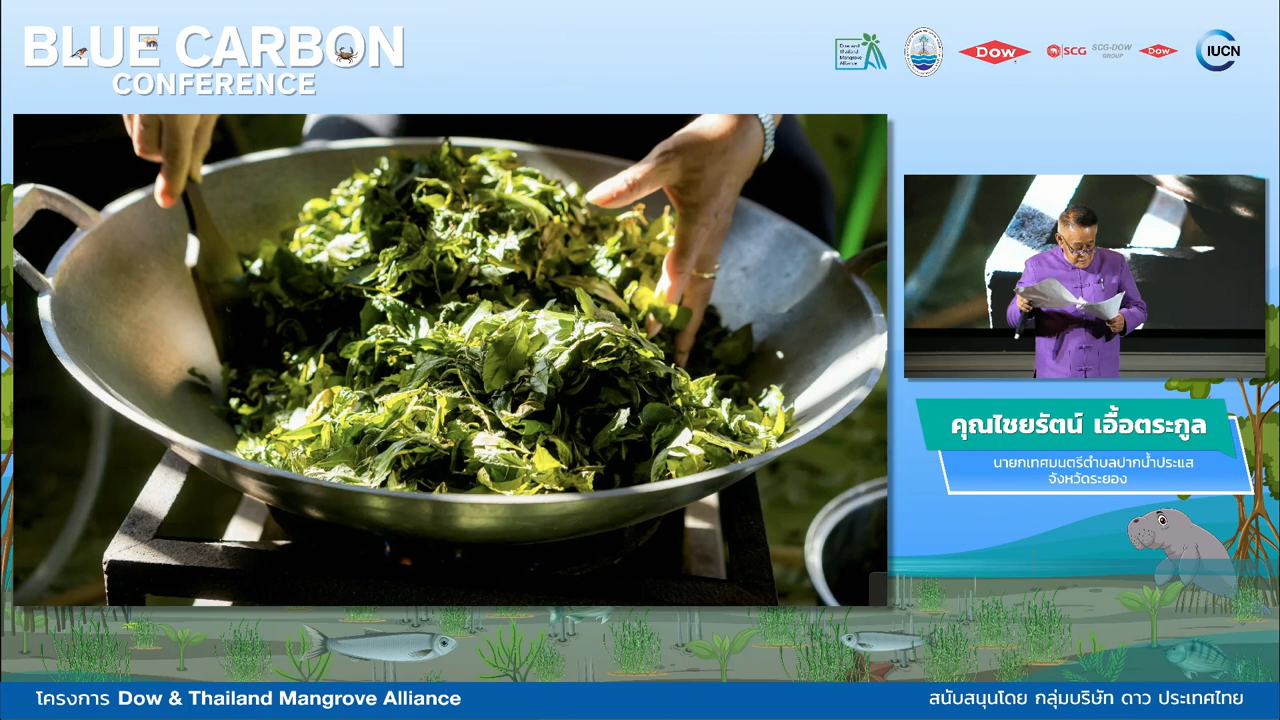 BLUE CARBON
CONFERENCE
Dow and
Thailand
Mangrove
Alliance
Dow
SCG
SCG-DOW
GROUP
Dow
IUCN
คุณไชยรัตน์ เอื้อตระกูล
นายกเทศมนตรีตำบลปากน้ำประแส
จังหวัดระยอง
โครงการ Dow & Thailand Mangrove Alliance
สนับสนุนโดย กลุ่มบริษัท ดาว ประเทศไทย